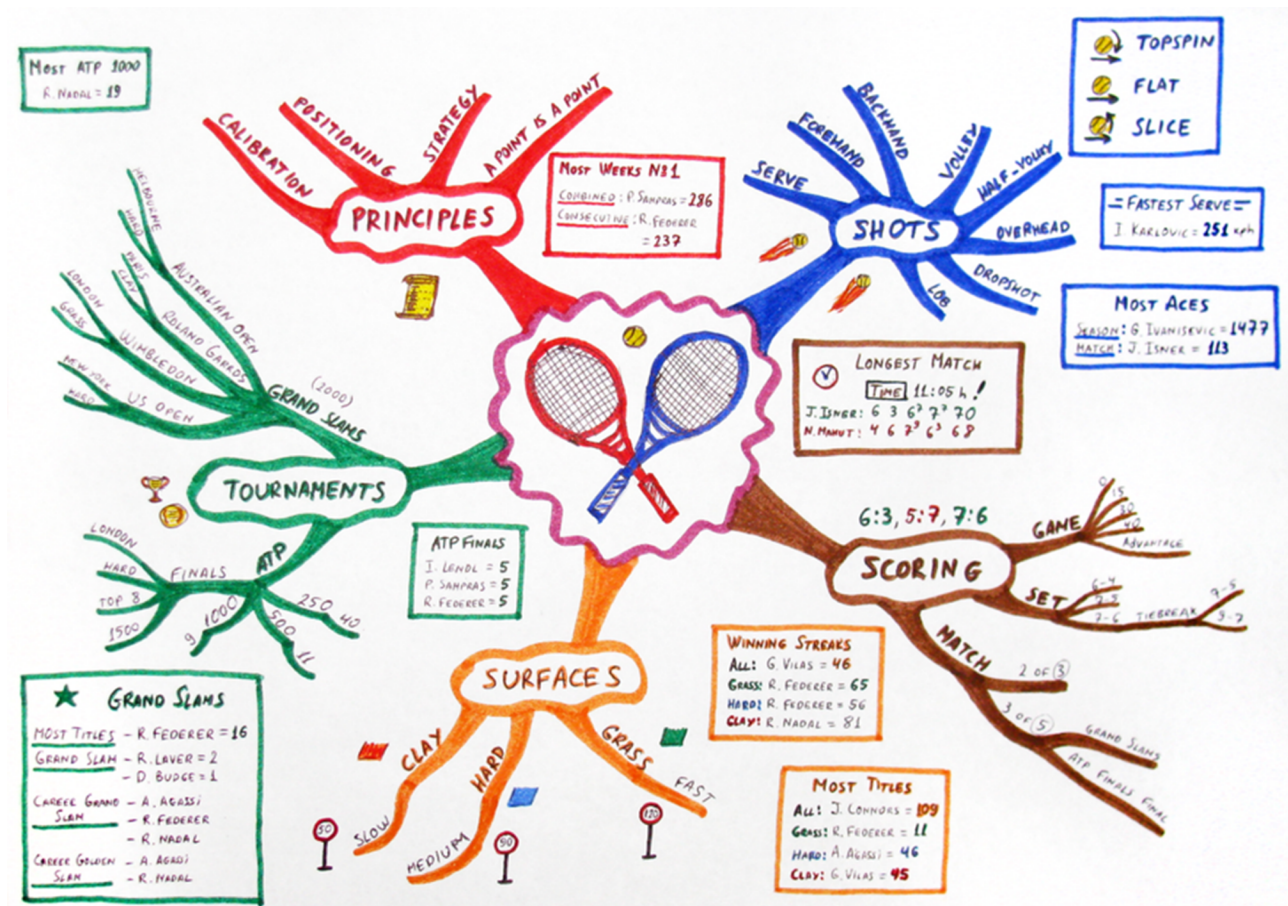 MOST ATP 1000
R. NADAL = 19
CALIBRATION
POSITIONING
STRATEGY
A POINT IS A POINT
PRINCIPLES
MOST WEEKS N81
COMBINED: P. SAMPRAS = 286
CONSECUTIVE: R. FEDERER
= 237
SERVE
FOREHAND
BACKHAND
VOLLEY
HALF-VOLLEY
OVERHEAD
DROPSHOT
LOB
SHOTS
TOPSPIN
FLAT
SLICE
=FASTEST SERVE=
I. KARLOVIC = 251 KPH
MOST ACES
SEASON: G. IVANISEVIC = 1477
MATCH: J. ISNER = 113
LONGEST MATCH
TIME 11:05 h!
J. ISNER: 6 3 6⁷ 7⁷ 70
N. MAHUT: 4 6 7⁹ 6³ 68
MELBOURNE
HARD
AUSTRALIAN OPEN
PARIS
CLAY
ROLAND GARROS
LONDON
GRASS
WIMBLEDON
NEW YORK
HARD
US OPEN
GRAND SLAMS
(2000)
TOURNAMENTS
ATP
FINALS
LONDON
HARD
TOP 8
1500
1000
9
500
11
250
40
ATP FINALS
I. LENDL = 5
P. SAMPRAS = 5
R. FEDERER = 5
6:3, 5:7, 7:6
SCORING
GAME
0
15
30
40
ADVANTAGE
SET
6-4
7-5
7-6
TIEBREAK
7-5
9-7
MATCH
2 OF 3
3 OF 5
GRAND SLAMS
ATP FINALS FINAL
SURFACES
CLAY
SLOW
50
HARD
MEDIUM
90
GRASS
FAST
120
WINNING STREAKS
ALL: G. VILAS = 46
GRASS: R. FEDERER = 65
HARD: R. FEDERER = 56
CLAY: R. NADAL = 81
MOST TITLES
ALL: J. CONNORS = 109
GRASS: R. FEDERER = 11
HARD: A. AGASSI = 46
CLAY: G. VILAS = 45
GRAND SLAMS
MOST TITLES - R. FEDERER = 16
GRAND SLAM - R. LAVER = 2
- D. BUDGE = 1
CAREER GRAND - A. AGASSI
SLAM - R. FEDERER
- R. NADAL
CAREER GOLDEN - A. AGASSI
SLAM - R. NADAL